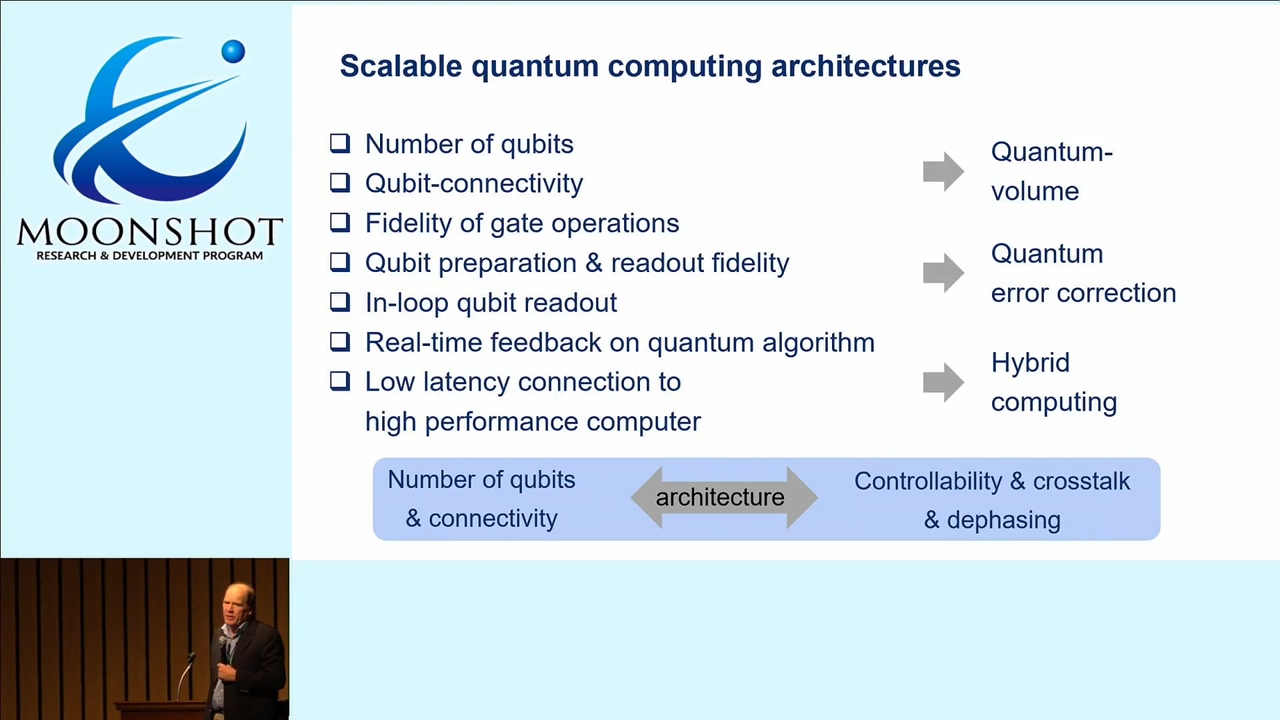 MOONSHOT
RESEARCH & DEVELOPMENT PROGRAM
Scalable quantum computing architectures
Number of qubits
Qubit-connectivity
Fidelity of gate operations
Qubit preparation & readout fidelity
In-loop qubit readout
Real-time feedback on quantum algorithm
Low latency connection to
high performance computer
Quantum-
volume
Quantum
error correction
Hybrid
computing
Number of qubits
& connectivity
architecture
Controllability & crosstalk
& dephasing